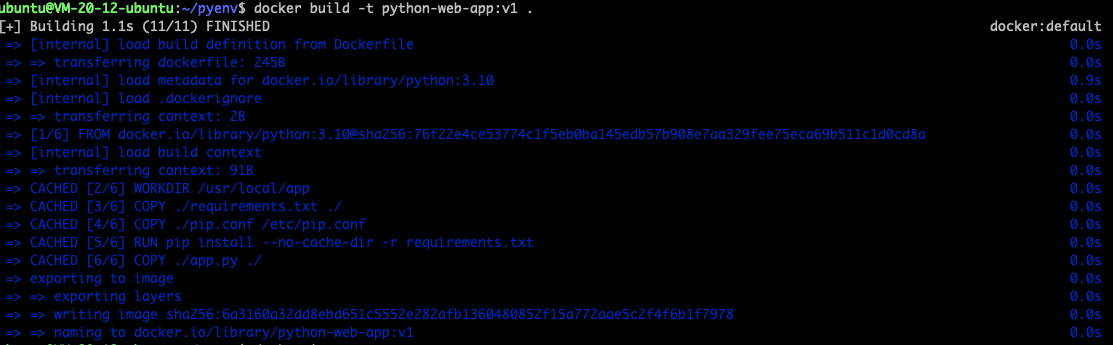 ubuntu@VM-20-12-ubuntu:~/pyenv$ docker build -t python-web-app:v1 .
[+] Building 1.1s (11/11) FINISHED docker:default
=> [internal] load build definition from Dockerfile 0.0s
=> => transferring dockerfile: 245B 0.0s
=> [internal] load metadata for docker.io/library/python:3.10 0.9s
=> [internal] load .dockerignore 0.0s
=> => transferring context: 2B 0.0s
=> [1/6] FROM docker.io/library/python:3.10@sha256:76f22e4ce53774c1f5eb0ba145edb57b908e7aa329fee75eca69b511c1d0cd8a 0.0s
=> [internal] load build context 0.0s
=> => transferring context: 91B 0.0s
=> CACHED [2/6] WORKDIR /usr/local/app 0.0s
=> CACHED [3/6] COPY ./requirements.txt ./ 0.0s
=> CACHED [4/6] COPY ./pip.conf /etc/pip.conf 0.0s
=> CACHED [5/6] RUN pip install --no-cache-dir -r requirements.txt 0.0s
=> CACHED [6/6] COPY ./app.py ./ 0.0s
=> exporting to image 0.0s
=> => exporting layers 0.0s
=> => writing image sha256:6a3160a32dd8ebd651c5552e282afb1360480852f15a772aae5c2f4f6b1f7978 0.0s
=> => naming to docker.io/library/python-web-app:v1 0.0s